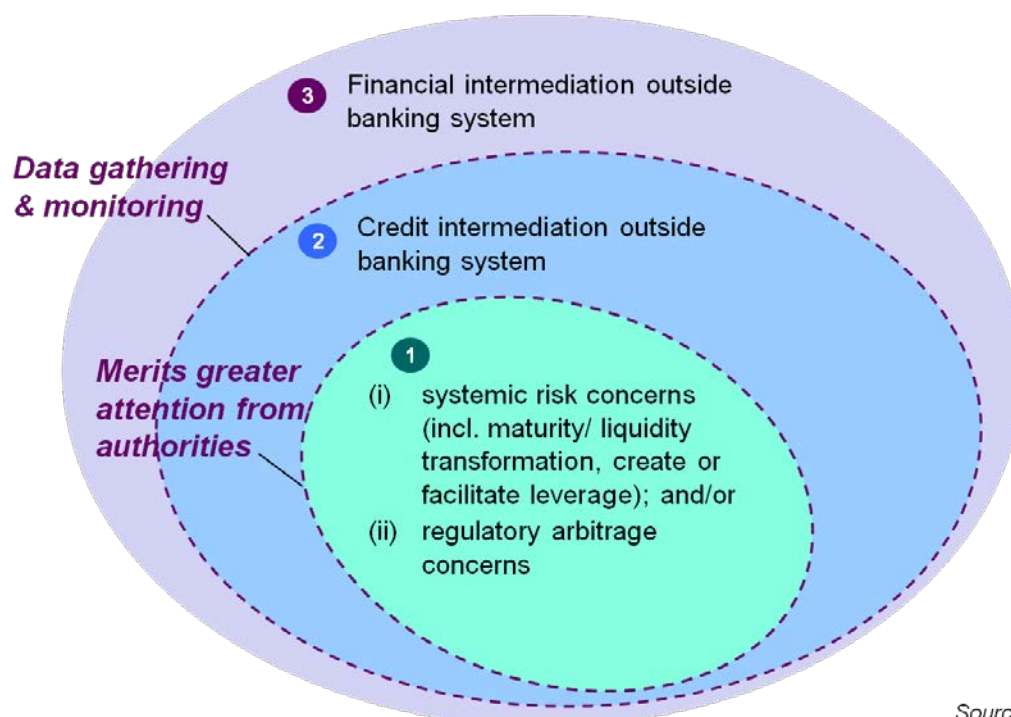 3 Financial intermediation outside
banking system
Data gathering
& monitoring
2 Credit intermediation outside
banking system
Merits greater
attention from
authorities
1
(i) systemic risk concerns
(incl. maturity/ liquidity
transformation, create or
facilitate leverage); and/or
(ii) regulatory arbitrage
concerns
Sourc